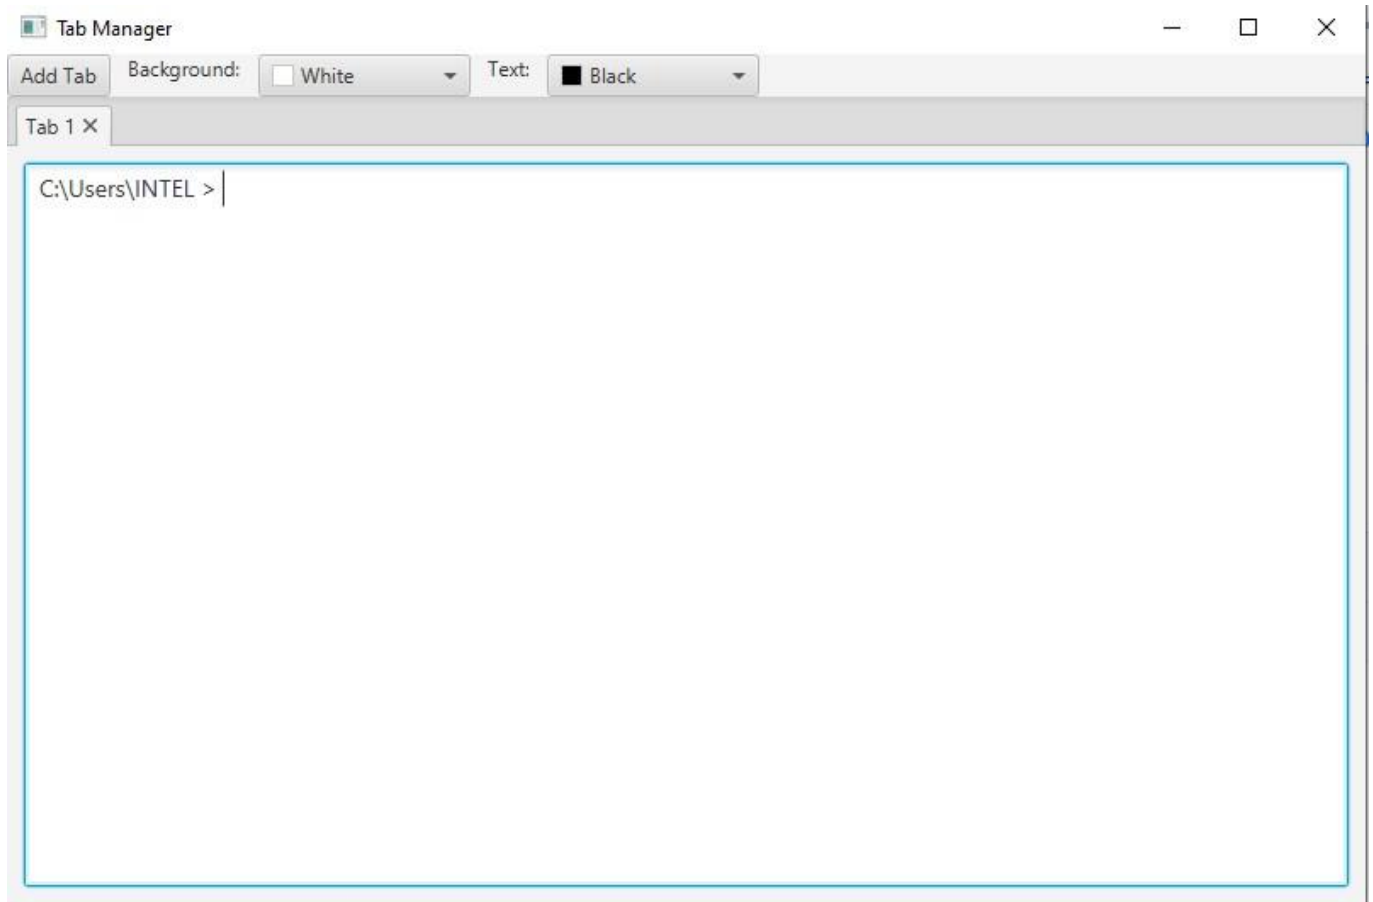 Tab Manager
Add Tab Background: White Text: Black
Tab 1
C:\Users\INTEL >